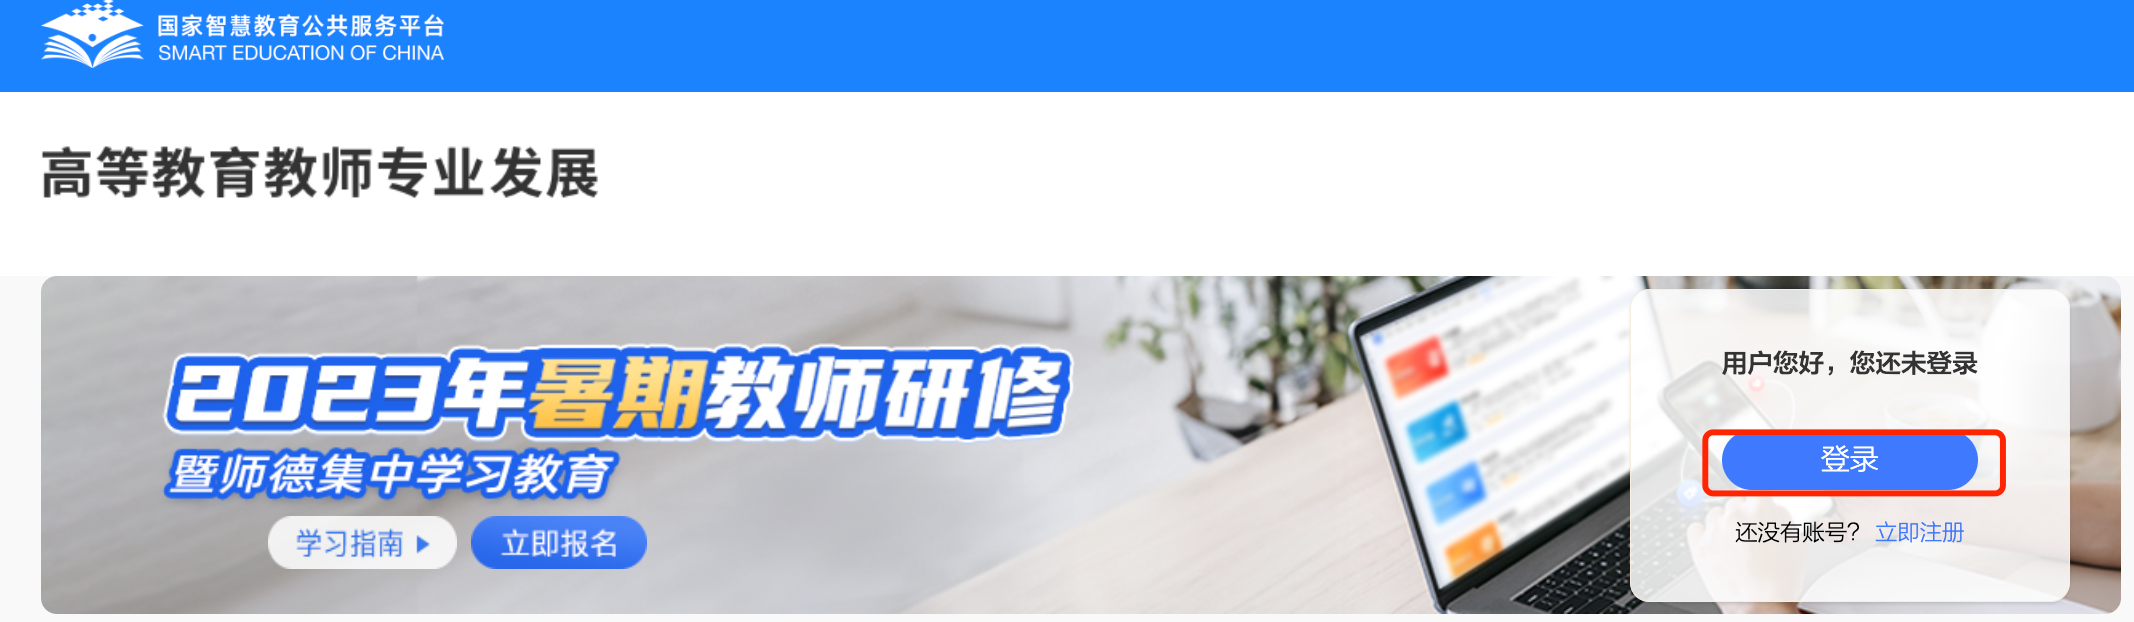 国家智慧教育公共服务平台
SMART EDUCATION OF CHINA
高等教育教师专业发展
2023年暑期教师研修
暨师德集中学习教育
学习指南
立即报名
用户您好，您还未登录
登录
还没有账号？ 立即注册